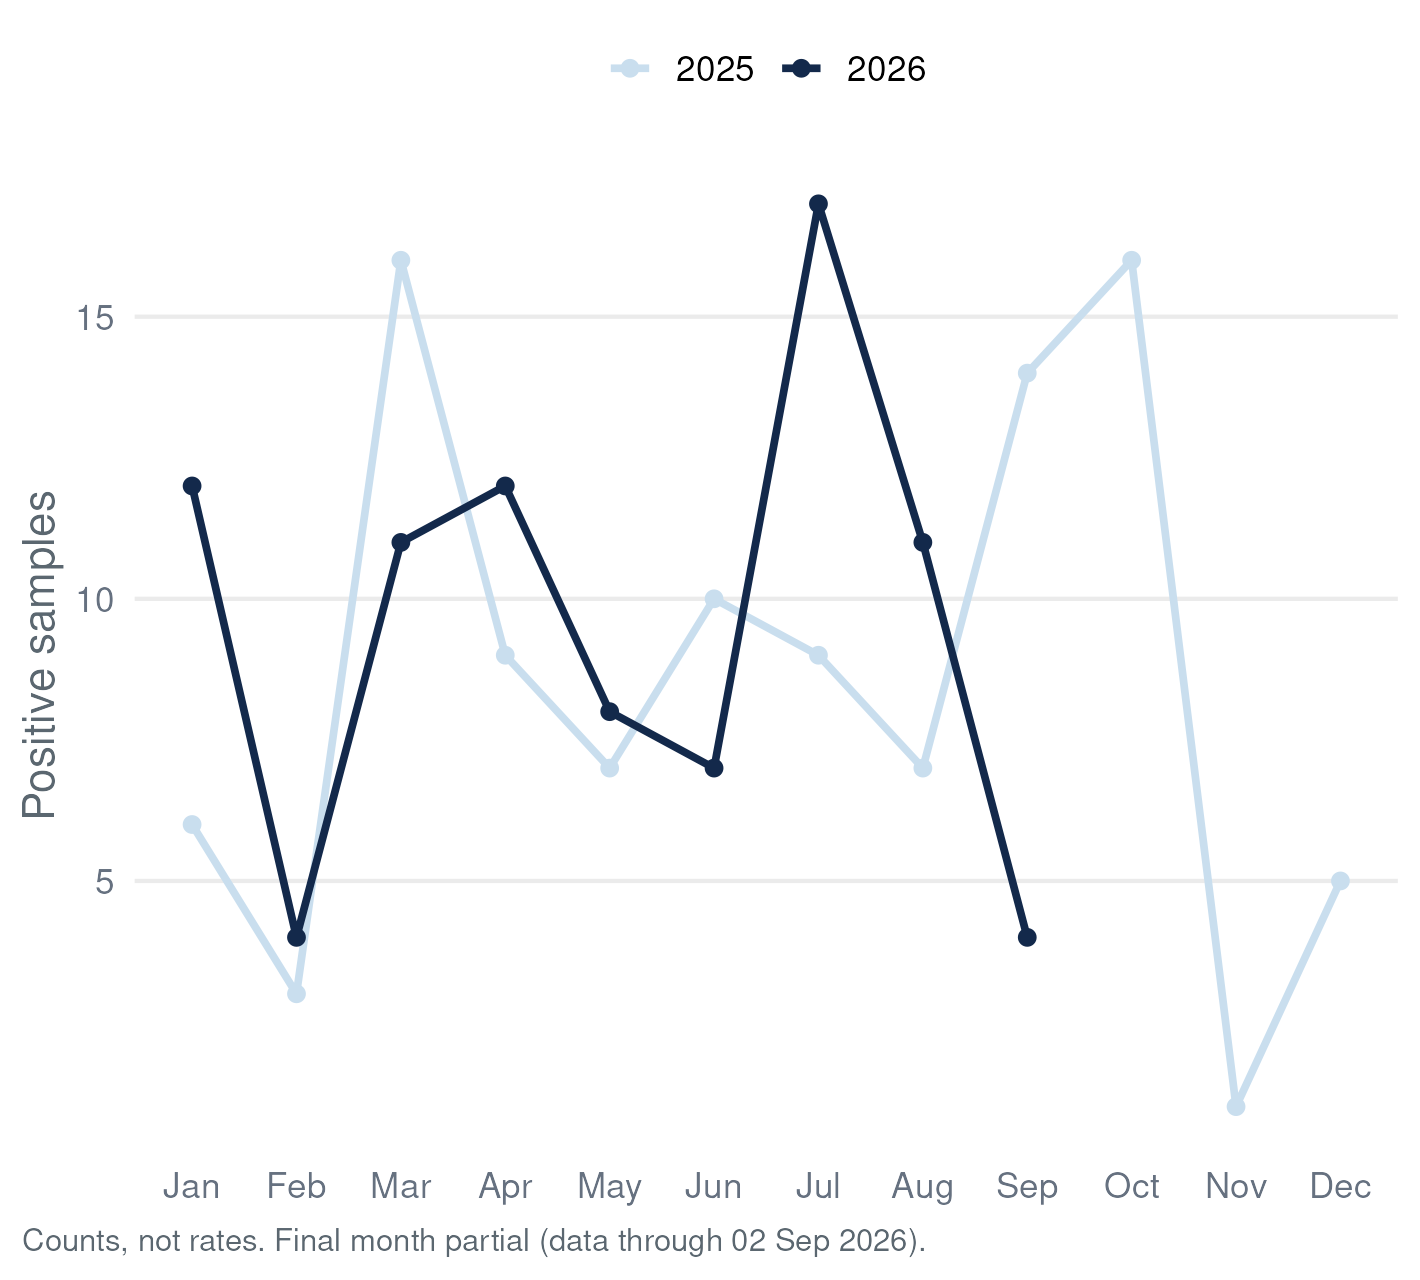 2025 2026
Positive samples
15
10
5
Jan Feb Mar Apr May Jun Jul Aug Sep Oct Nov Dec
Counts, not rates. Final month partial (data through 02 Sep 2026).